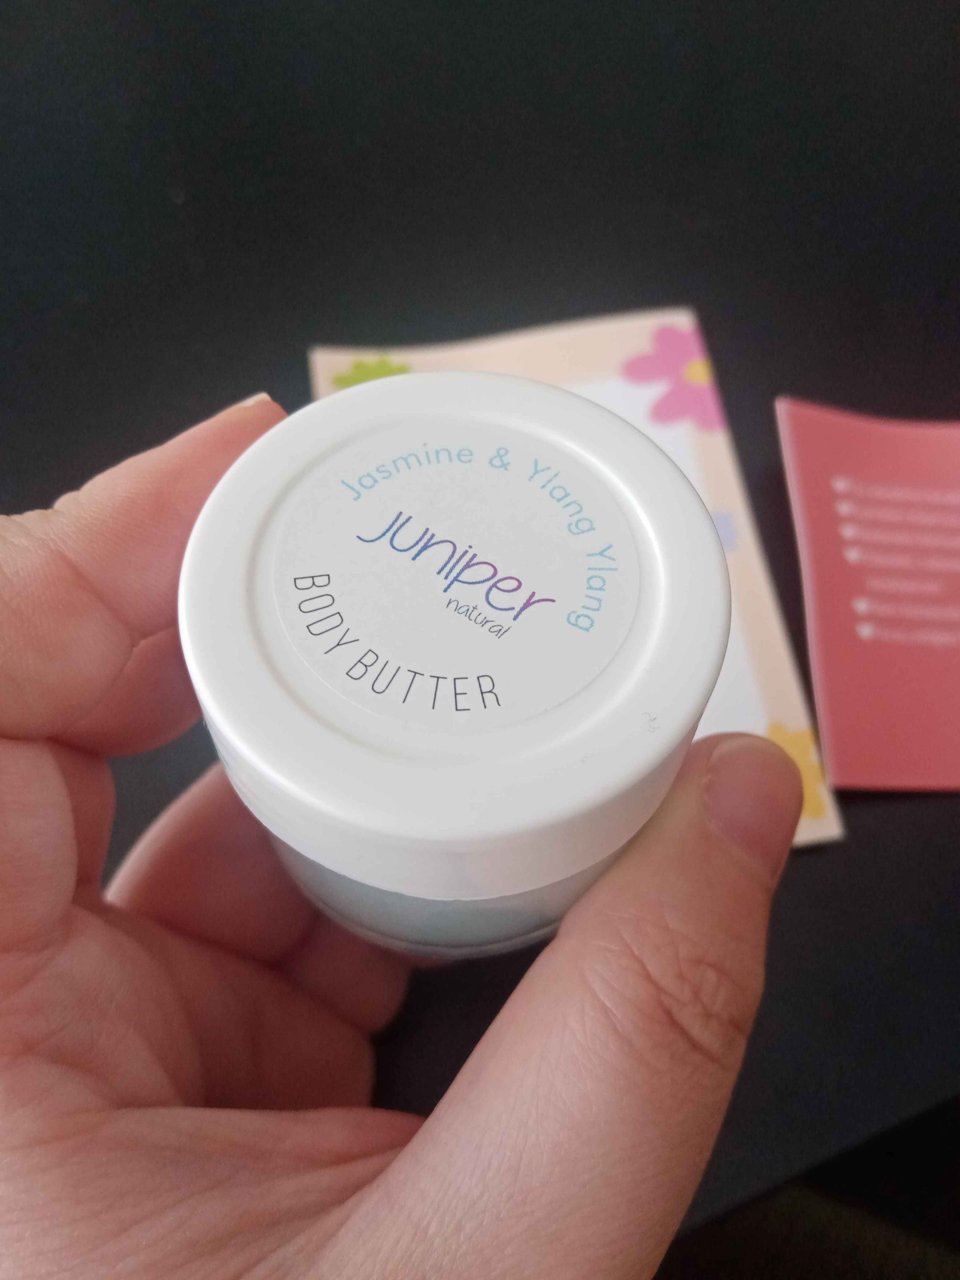 Jasmine & Ylang Ylang
juniper
natural
BODY BUTTER